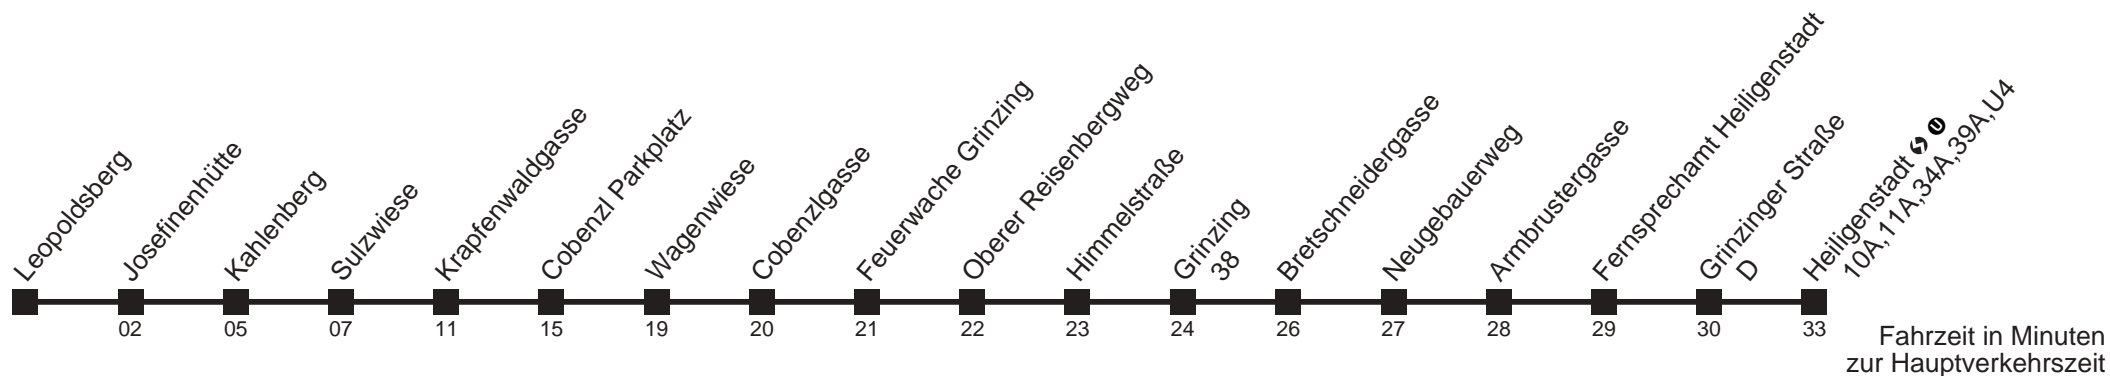 Leopoldsberg
Josefinenhütte
Kahlenberg
Sulzwiese
Krapfenwaldgasse
Cobenzl Parkplatz
Wagenwiese
Cobenzlgasse
Feuerwache Grinzing
Oberer Reisenbergweg
Himmelstraße
Grinzing
38
Bretschneidergasse
Neugebauerweg
Armbrustergasse
Fernsprechamt Heiligenstadt
Grinzinger Straße
D
Heiligenstadt S U
10A,11A,34A,39A,U4
02 05 07 11 15 19 20 21 22 23 24 26 27 28 29 30 33
Fahrzeit in Minuten
zur Hauptverkehrszeit